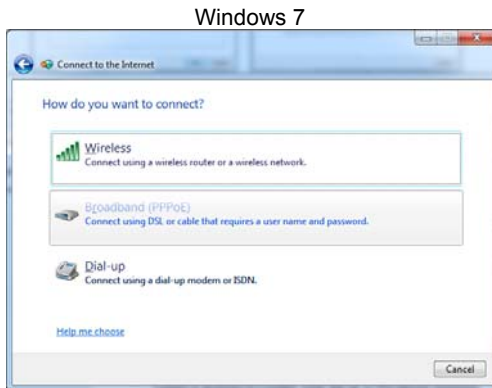 Windows 7
Connect to the Internet
How do you want to connect?
Wireless
Connect using a wireless router or a wireless network.
Broadband (PPPoE)
Connect using DSL or cable that requires a user name and password.
Dial-up
Connect using a dial-up modem or ISDN.
Help me choose
Cancel